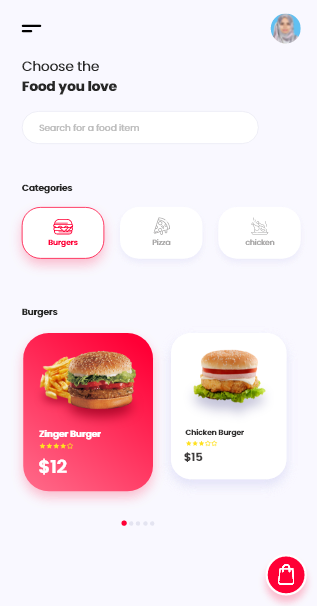 Choose the
Food you love
Search for a food item
Categories
Burgers
Pizza
chicken
Burgers
Zinger Burger
$12
Chicken Burger
$15